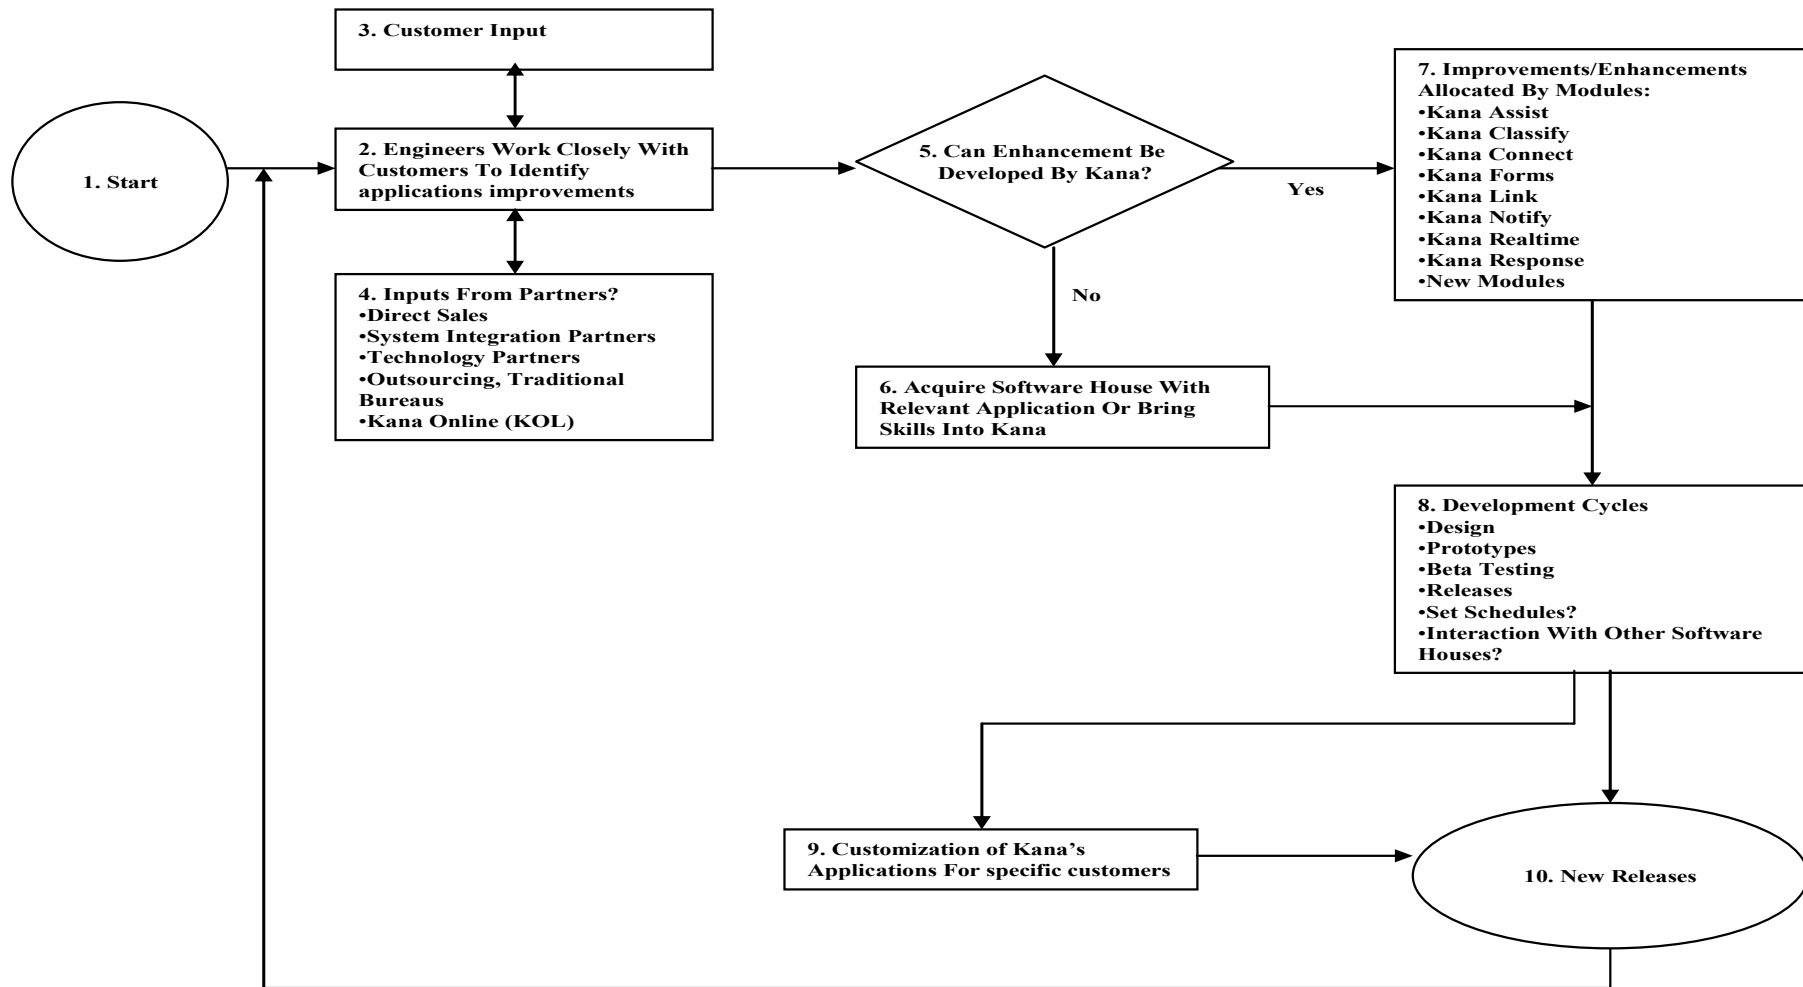 1. Start
2. Engineers Work Closely With
Customers To Identify
applications improvements
3. Customer Input
4. Inputs From Partners?
•Direct Sales
•System Integration Partners
•Technology Partners
•Outsourcing, Traditional
Bureaus
•Kana Online (KOL)
5. Can Enhancement Be
Developed By Kana?
Yes
No
6. Acquire Software House With
Relevant Application Or Bring
Skills Into Kana
7. Improvements/Enhancements
Allocated By Modules:
•Kana Assist
•Kana Classify
•Kana Connect
•Kana Forms
•Kana Link
•Kana Notify
•Kana Realtime
•Kana Response
•New Modules
8. Development Cycles
•Design
•Prototypes
•Beta Testing
•Releases
•Set Schedules?
•Interaction With Other Software
Houses?
9. Customization of Kana’s
Applications For specific customers
10. New Releases